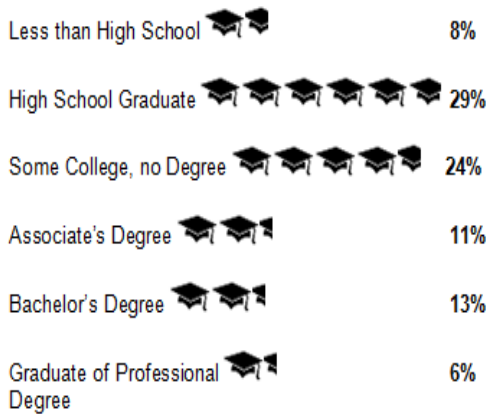 Less than High School 8%
High School Graduate 29%
Some College, no Degree 24%
Associate's Degree 11%
Bachelor's Degree 13%
Graduate of Professional 6%
Degree